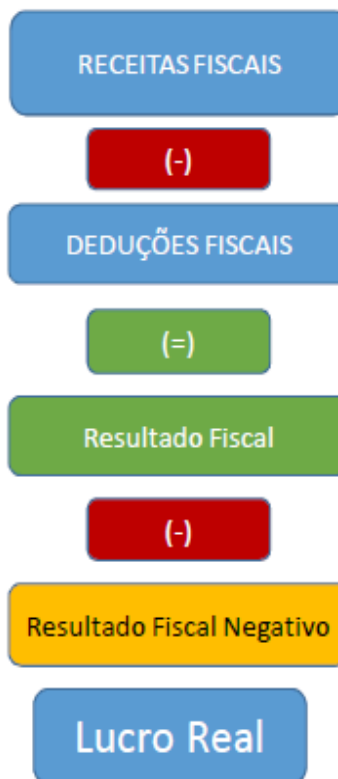 RECEITAS FISCAIS
(-)
DEDUÇÕES FISCAIS
(=)
Resultado Fiscal
(-)
Resultado Fiscal Negativo
Lucro Real